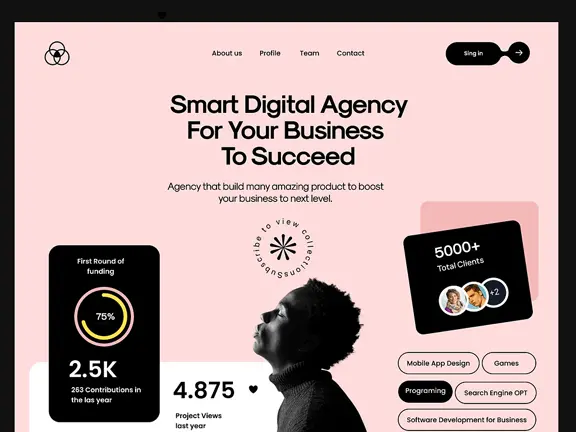 About us
Profile
Team
Contact
Sing in
Smart Digital Agency
For Your Business
To Succeed
Agency that build many amazing product to boost
your business to next level.
Subscribe to view collections
First Round of
funding
75%
2.5K
263 Contributions in
the las year
4.875
Project Views
last year
5000+
Total Clients
+2
Mobile App Design
Games
Programing
Search Engine OPT
Software Development for Business